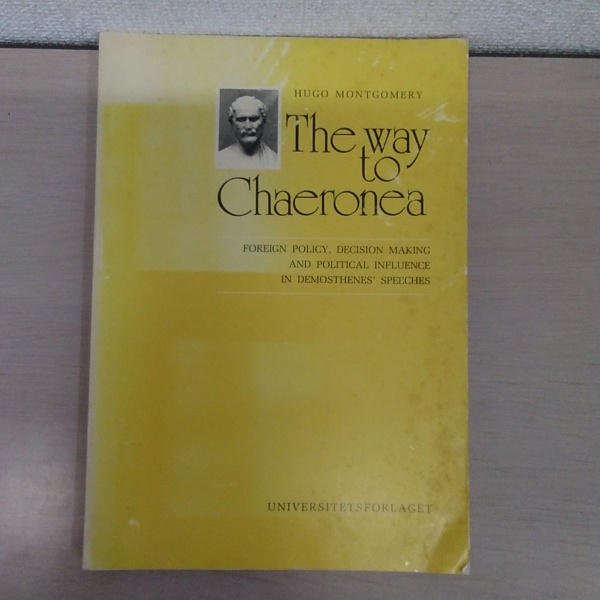 HUGO MONTGOMERY
The way
to
Chaeronea
FOREIGN POLICY, DECISION MAKING
AND POLITICAL INFLUENCE
IN DEMOSTHENES' SPEECHES
UNIVERSITETSFORLAGET